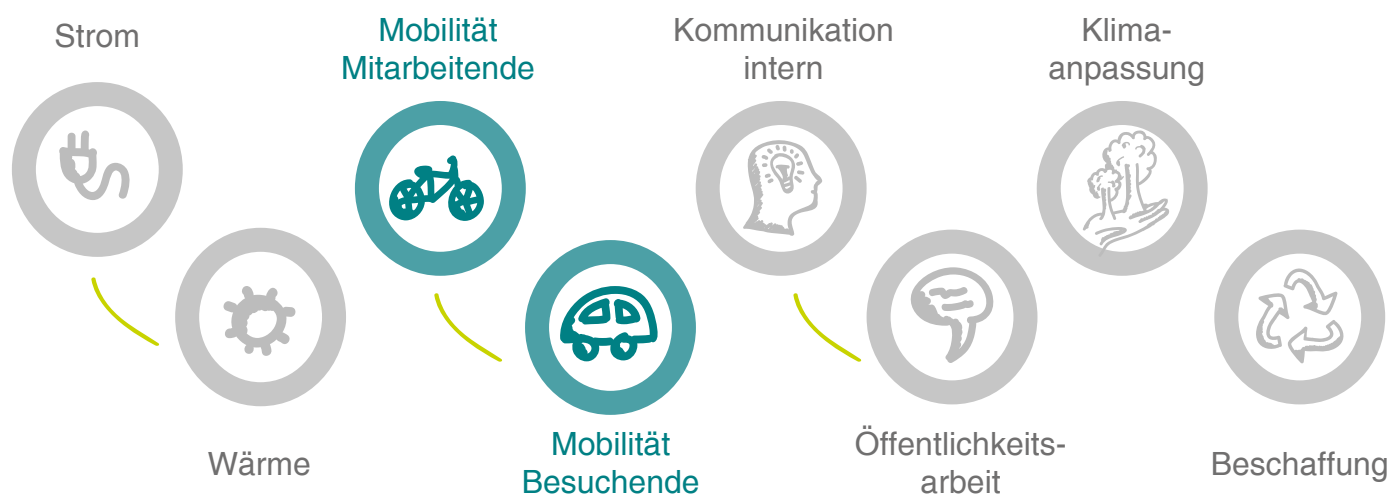 Strom
Mobilität
Mitarbeitende
Kommunikation
intern
Klima-
anpassung
Wärme
Mobilität
Besuchende
Öffentlichkeits-
arbeit
Beschaffung